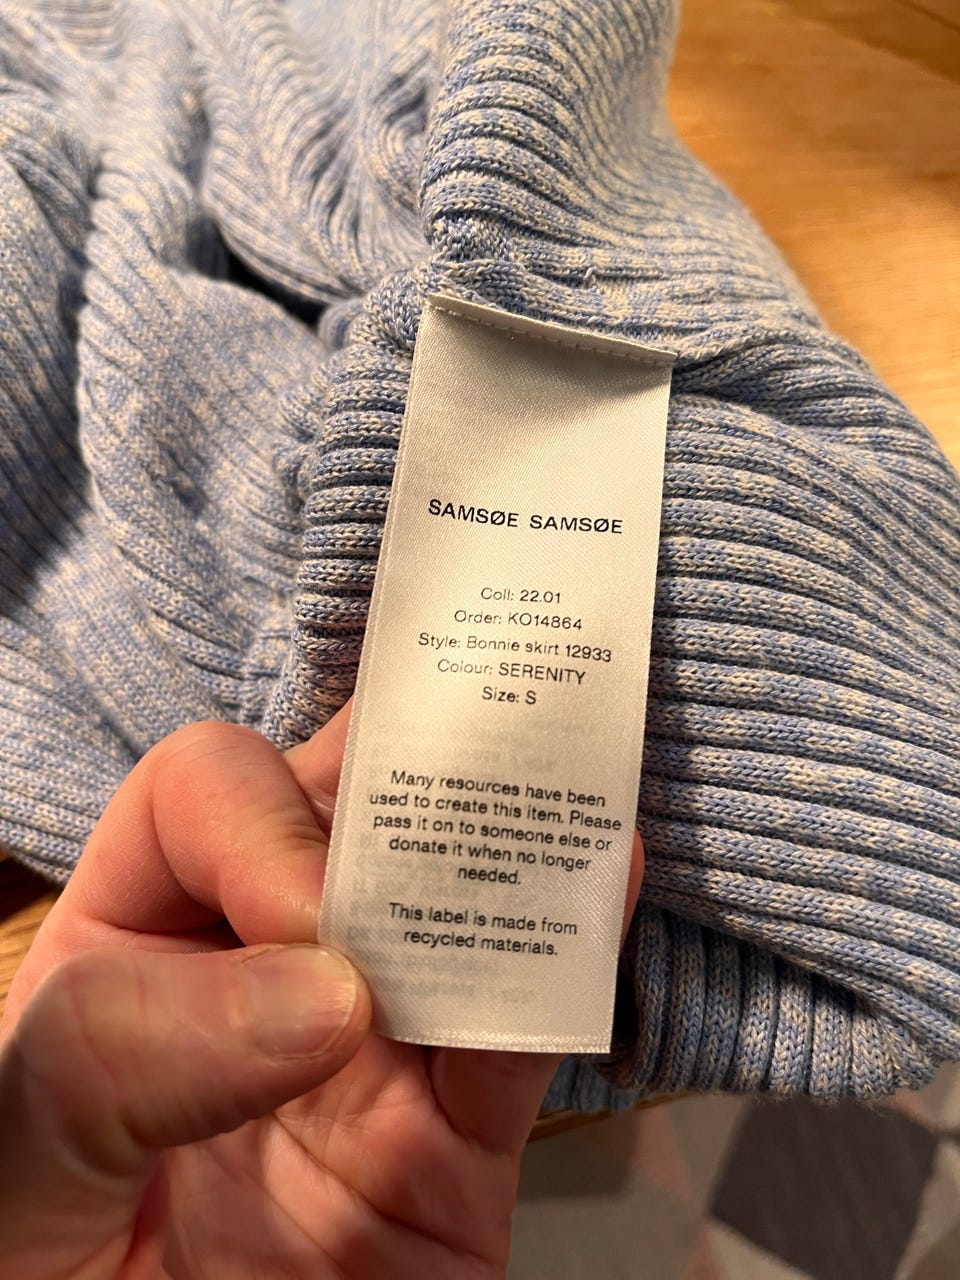 SAMSØE SAMSØE
Coll: 22.01
Order: KO14864
Style: Bonnie skirt 12933
Colour: SERENITY
Size: S
Many resources have been
used to create this item. Please
pass it on to someone else or
donate it when no longer
needed.
This label is made from
recycled materials.